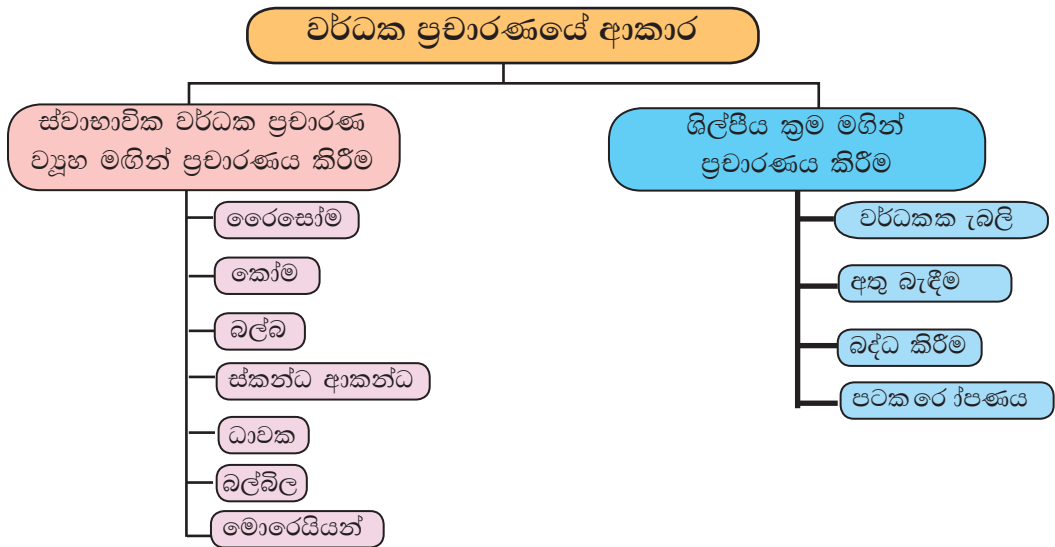 වර්ධක ප්‍රචාරණයේ ආකාර
ස්වාභාවික වර්ධක ප්‍රචාරණ
ව්‍යූහ මඟින් ප්‍රචාරණය කිරීම
රෛසෝම
කෝම
බල්බ
ස්කන්ධ ආකන්ධ
ධාවක
බල්බිල
මොරෙයියන්
ශිල්පීය ක්‍රම මගින්
ප්‍රචාරණය කිරීම
වර්ධකක ැබලි
අතු බැඳීම
බද්ධ කිරීම
පටක රෙ ා්පණය